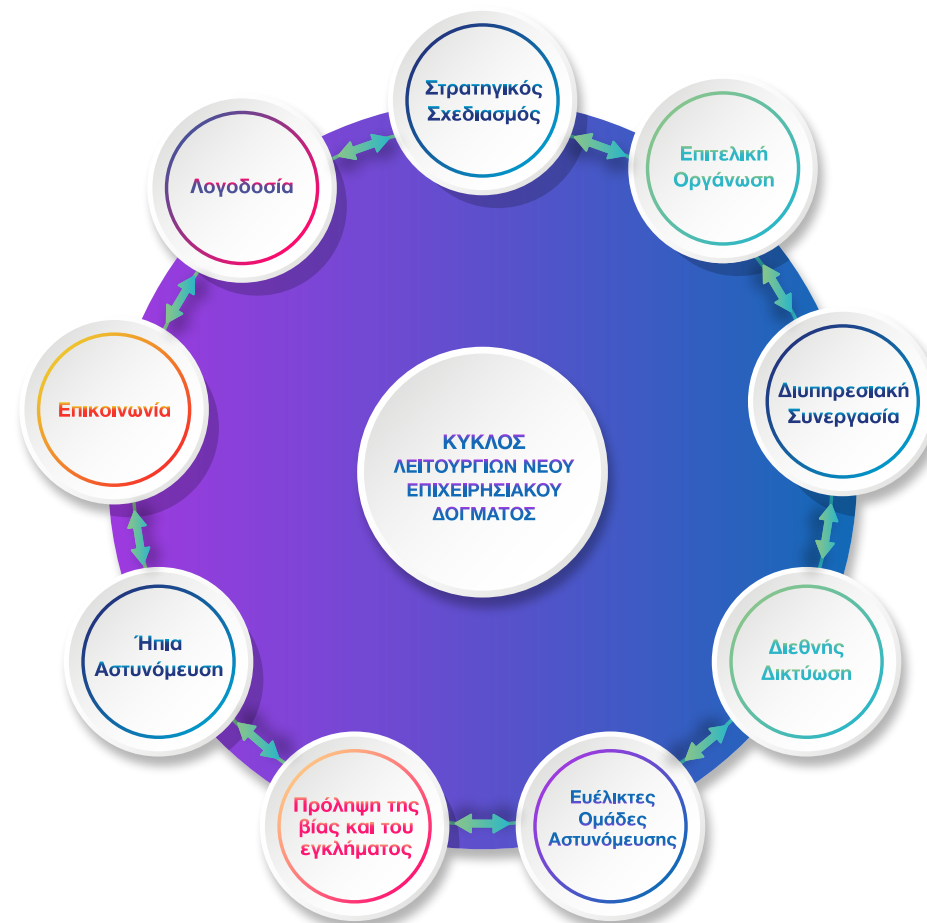 Στρατηγικός
Σχεδιασμός
Επιτελική
Οργάνωση
Λογοδοσία
Διυπηρεσιακή
Συνεργασία
Επικοινωνία
ΚΥΚΛΟΣ
ΛΕΙΤΟΥΡΓΙΩΝ ΝΕΟΥ
ΕΠΙΧΕΙΡΗΣΙΑΚΟΥ
ΔΟΓΜΑΤΟΣ
Ήπια
Αστυνόμευση
Διεθνής
Δικτύωση
Πρόληψη της
βίας και του
εγκλήματος
Ευέλικτες
Ομάδες
Αστυνόμευσης